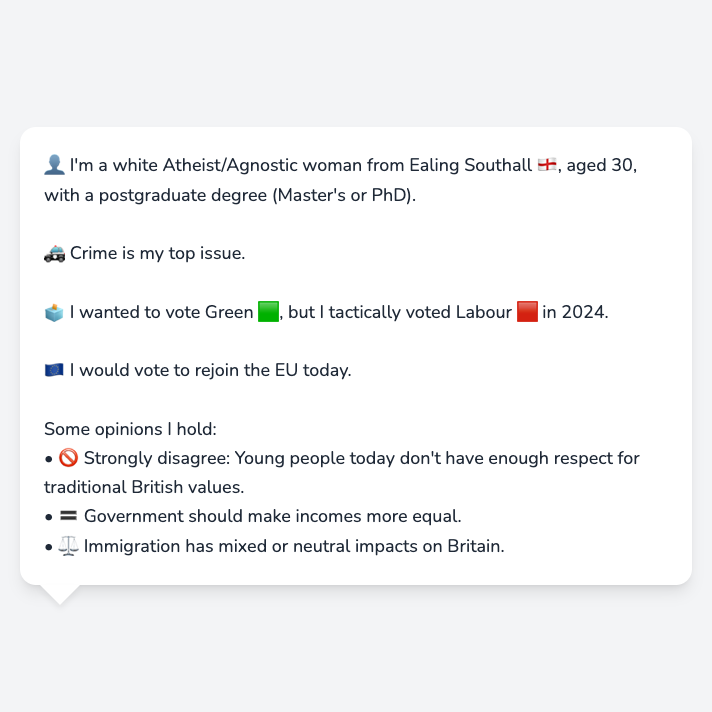 👤 I'm a white Atheist/Agnostic woman from Ealing Southall 🏴󠁧󠁢󠁥󠁮󠁧󠁿, aged 30,
with a postgraduate degree (Master's or PhD).
🚓 Crime is my top issue.
🗳️ I wanted to vote Green 🟩, but I tactically voted Labour 🟥 in 2024.
🇪🇺 I would vote to rejoin the EU today.
Some opinions I hold:
• 🚫 Strongly disagree: Young people today don't have enough respect for
traditional British values.
• 🟰 Government should make incomes more equal.
• ⚖️ Immigration has mixed or neutral impacts on Britain.